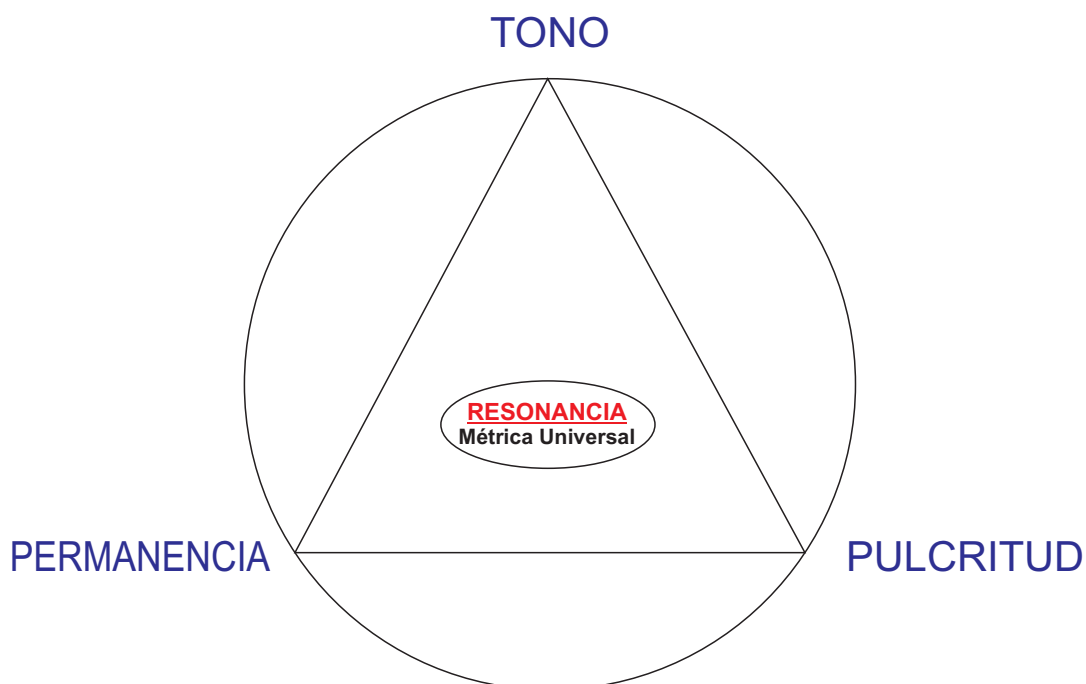 TONO
RESONANCIA
Métrica Universal
PERMANENCIA
PULCRITUD